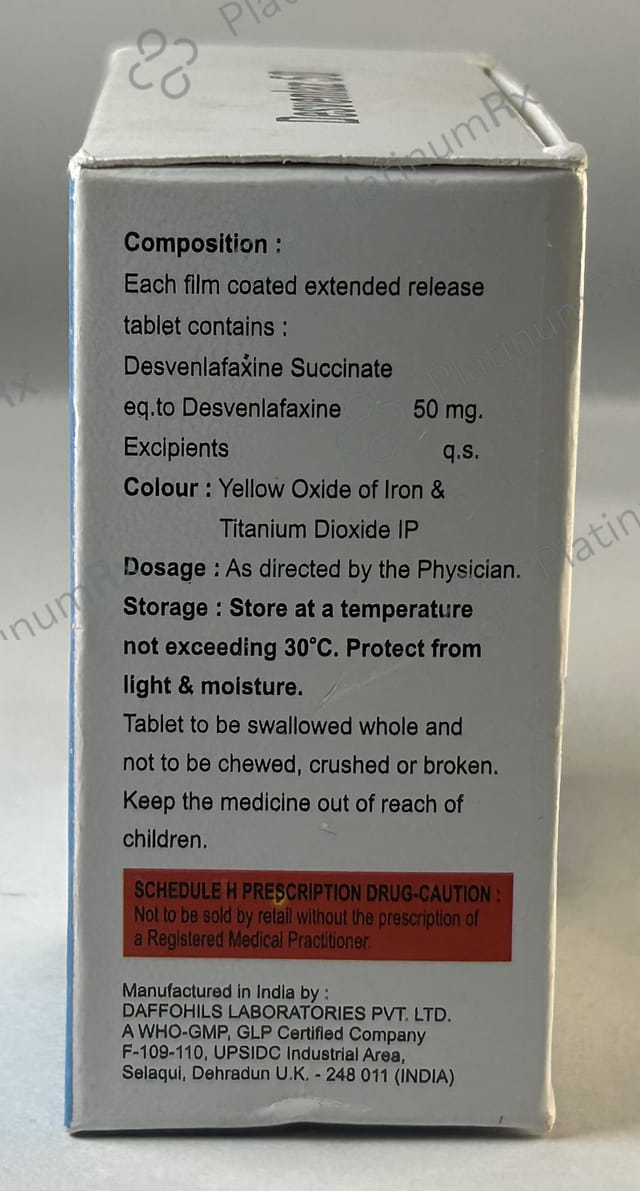 Desveniz 50
PlatinumRx
Composition :
Each film coated extended release
tablet contains :
Desvenlafaxine Succinate
eq.to Desvenlafaxine 50 mg.
Excipients q.s.
Colour : Yellow Oxide of Iron &
Titanium Dioxide IP
Dosage : As directed by the Physician.
Storage : Store at a temperature
not exceeding 30°C. Protect from
light & moisture.
Tablet to be swallowed whole and
not to be chewed, crushed or broken.
Keep the medicine out of reach of
children.
SCHEDULE H PRESCRIPTION DRUG-CAUTION :
Not to be sold by retail without the prescription of
a Registered Medical Practitioner.
Manufactured in India by :
DAFFOHILS LABORATORIES PVT. LTD.
A WHO-GMP, GLP Certified Company
F-109-110, UPSIDC Industrial Area,
Selaqui, Dehradun U.K. - 248 011 (INDIA)